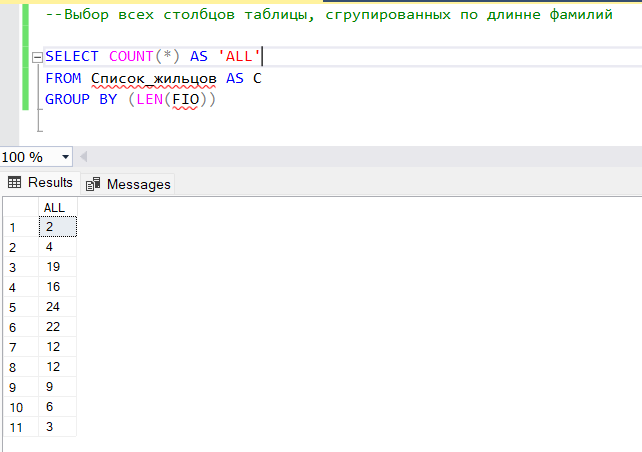 --Выбор всех столбцов таблицы, сгрупированных по длинне фамилий
SELECT COUNT(*) AS 'ALL'
FROM Список_жильцов AS C
GROUP BY (LEN(FIO))
100 %
Results Messages
ALL
1 2
2 4
3 19
4 16
5 24
6 22
7 12
8 12
9 9
10 6
11 3